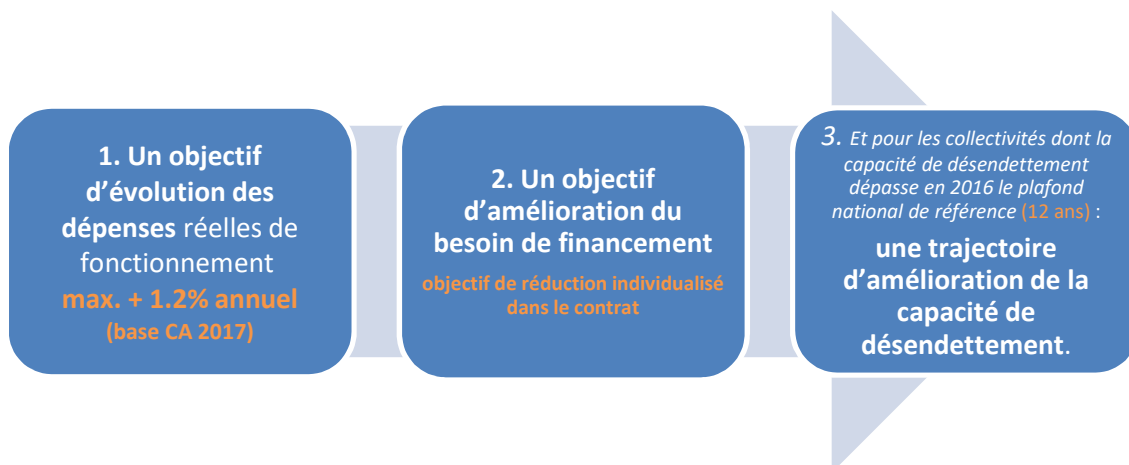 1. Un objectif
d'évolution des
dépenses réelles de
fonctionnement
max. + 1.2% annuel
(base CA 2017)
2. Un objectif
d'amélioration du
besoin de financement
objectif de réduction individualisé
dans le contrat
3. Et pour les collectivités dont la
capacité de désendettement
dépasse en 2016 le plafond
national de référence (12 ans) :
une trajectoire
d'amélioration de la
capacité de
désendettement.